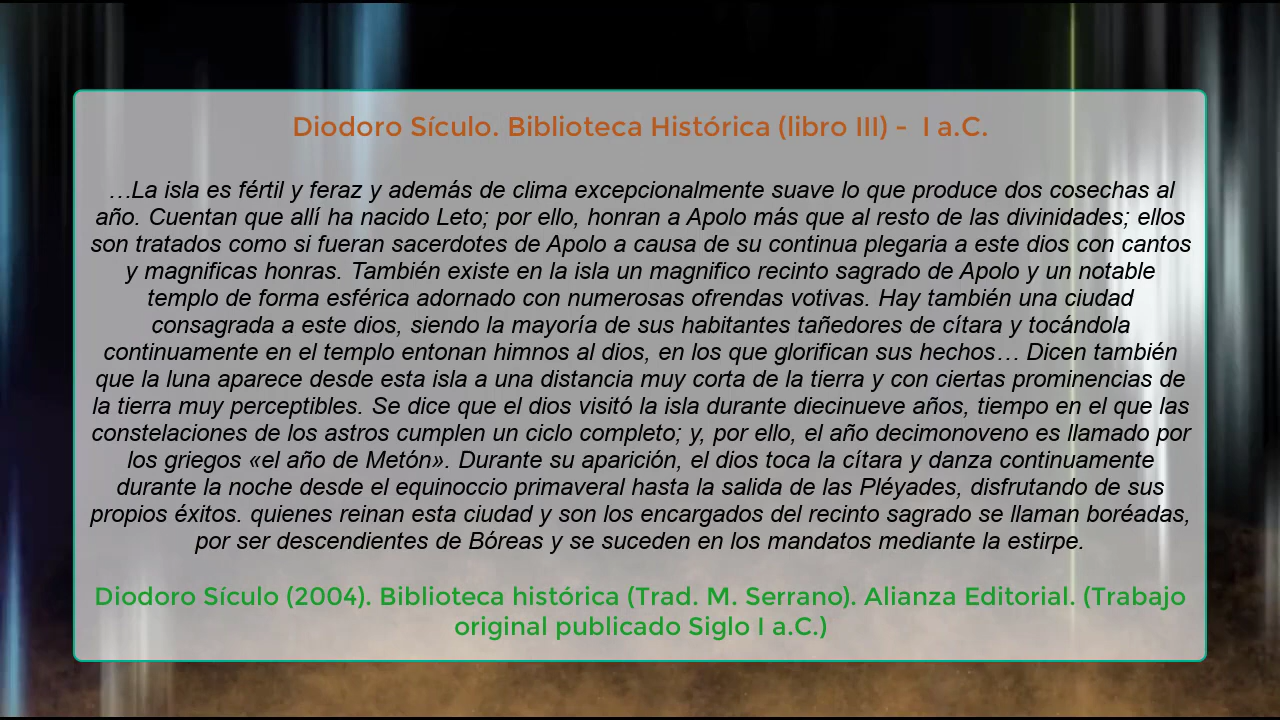 Diodoro Sículo. Biblioteca Histórica (libro III) - I a.C.
…La isla es fértil y feraz y además de clima excepcionalmente suave lo que produce dos cosechas al
año. Cuentan que allí ha nacido Leto; por ello, honran a Apolo más que al resto de las divinidades; ellos
son tratados como si fueran sacerdotes de Apolo a causa de su continua plegaria a este dios con cantos
y magnificas honras. También existe en la isla un magnifico recinto sagrado de Apolo y un notable
templo de forma esférica adornado con numerosas ofrendas votivas. Hay también una ciudad
consagrada a este dios, siendo la mayoría de sus habitantes tañedores de cítara y tocándola
continuamente en el templo entonan himnos al dios, en los que glorifican sus hechos… Dicen también
que la luna aparece desde esta isla a una distancia muy corta de la tierra y con ciertas prominencias de
la tierra muy perceptibles. Se dice que el dios visitó la isla durante diecinueve años, tiempo en el que las
constelaciones de los astros cumplen un ciclo completo; y, por ello, el año decimonoveno es llamado por
los griegos «el año de Metón». Durante su aparición, el dios toca la cítara y danza continuamente
durante la noche desde el equinoccio primaveral hasta la salida de las Pléyades, disfrutando de sus
propios éxitos. quienes reinan esta ciudad y son los encargados del recinto sagrado se llaman boréadas,
por ser descendientes de Bóreas y se suceden en los mandatos mediante la estirpe.
Diodoro Sículo (2004). Biblioteca histórica (Trad. M. Serrano). Alianza Editorial. (Trabajo
original publicado Siglo I a.C.)